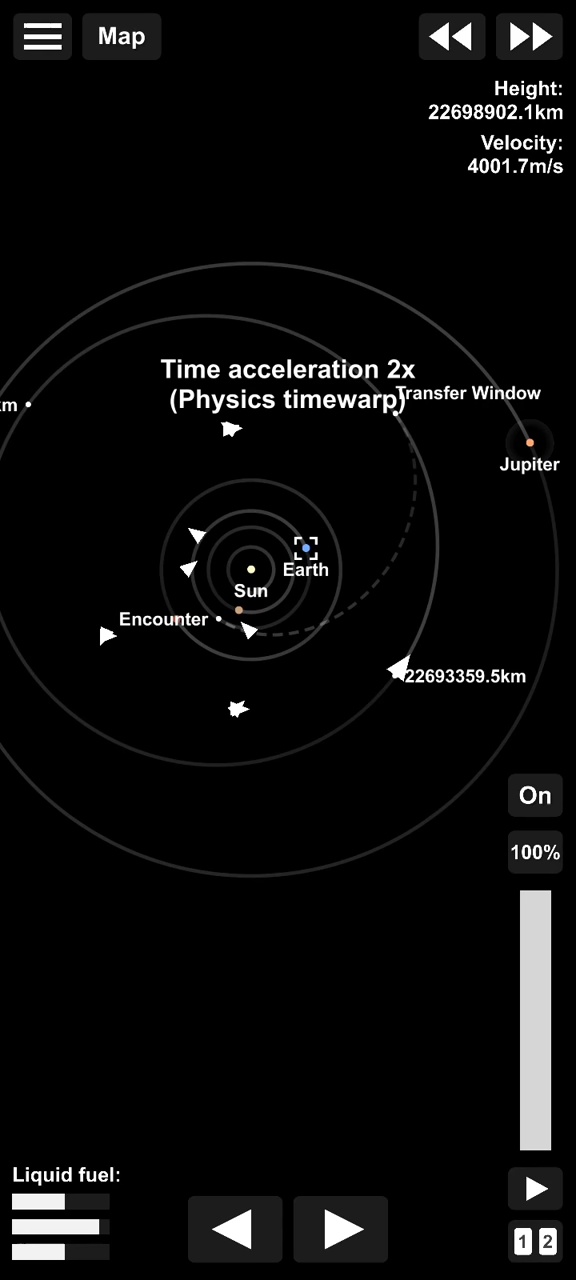 Map
Height:
22698902.1km
Velocity:
4001.7m/s
Time acceleration 2x
(Physics timewarp)
Transfer Window
km
Jupiter
Earth
Sun
Encounter
22693359.5km
On
100%
Liquid fuel:
1 2